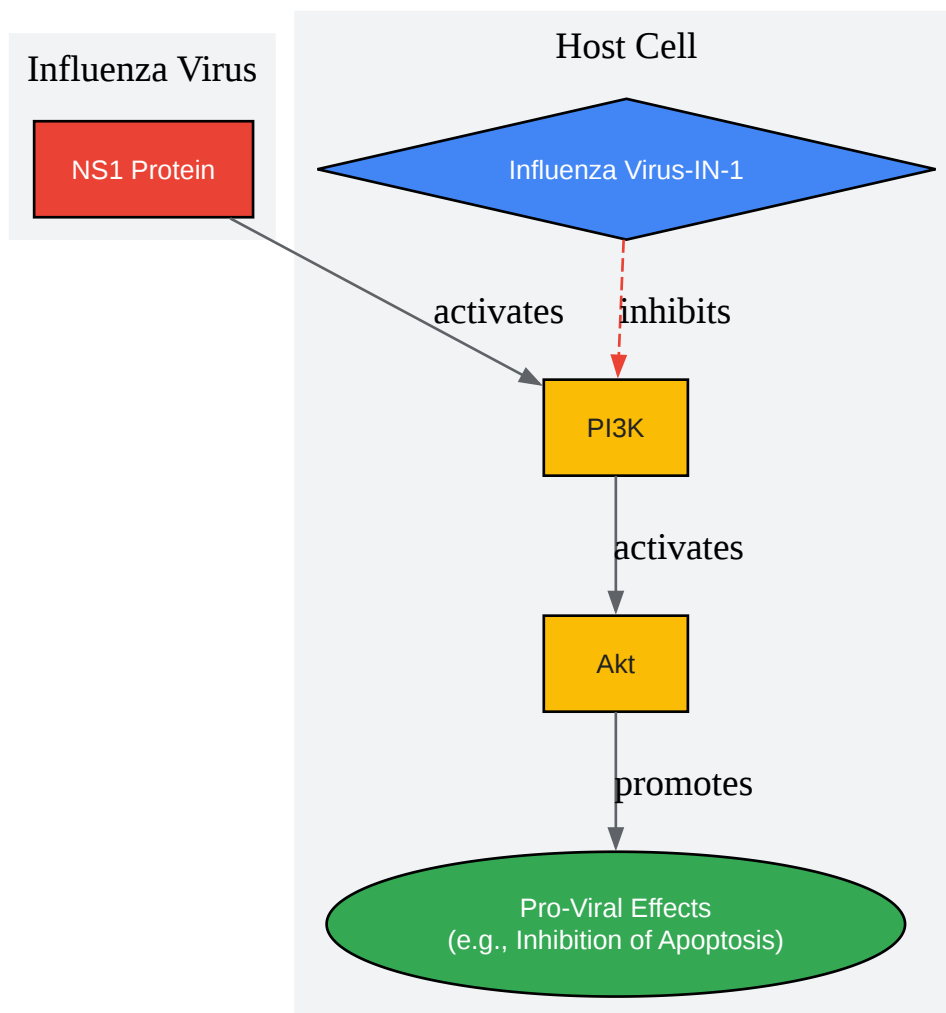 Influenza Virus
NS1 Protein
Host Cell
Influenza Virus-IN-1
activates
inhibits
PI3K
activates
Akt
promotes
Pro-Viral Effects
(e.g., Inhibition of Apoptosis)